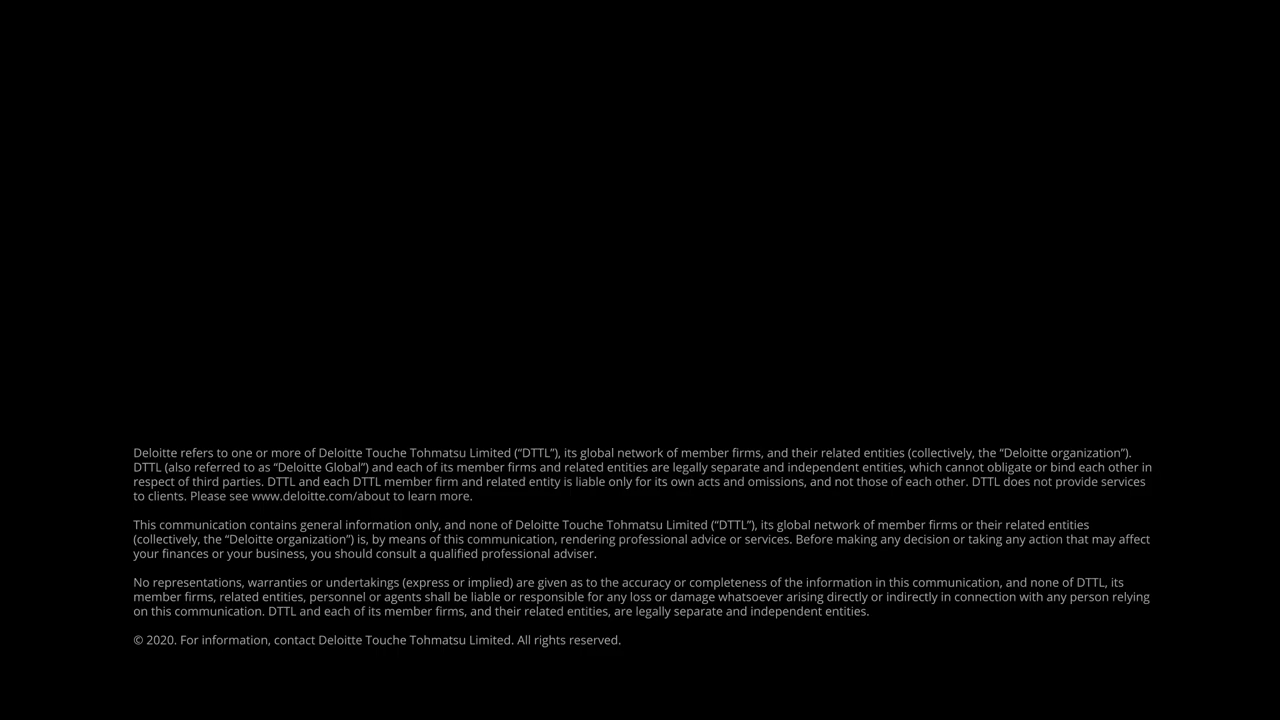 Deloitte refers to one or more of Deloitte Touche Tohmatsu Limited (“DTTL”), its global network of member firms, and their related entities (collectively, the “Deloitte organization”).
DTTL (also referred to as “Deloitte Global”) and each of its member firms and related entities are legally separate and independent entities, which cannot obligate or bind each other in
respect of third parties. DTTL and each DTTL member firm and related entity is liable only for its own acts and omissions, and not those of each other. DTTL does not provide services
to clients. Please see www.deloitte.com/about to learn more.
This communication contains general information only, and none of Deloitte Touche Tohmatsu Limited (“DTTL”), its global network of member firms or their related entities
(collectively, the “Deloitte organization”) is, by means of this communication, rendering professional advice or services. Before making any decision or taking any action that may affect
your finances or your business, you should consult a qualified professional adviser.
No representations, warranties or undertakings (express or implied) are given as to the accuracy or completeness of the information in this communication, and none of DTTL, its
member firms, related entities, personnel or agents shall be liable or responsible for any loss or damage whatsoever arising directly or indirectly in connection with any person relying
on this communication. DTTL and each of its member firms, and their related entities, are legally separate and independent entities.
© 2020. For information, contact Deloitte Touche Tohmatsu Limited. All rights reserved.